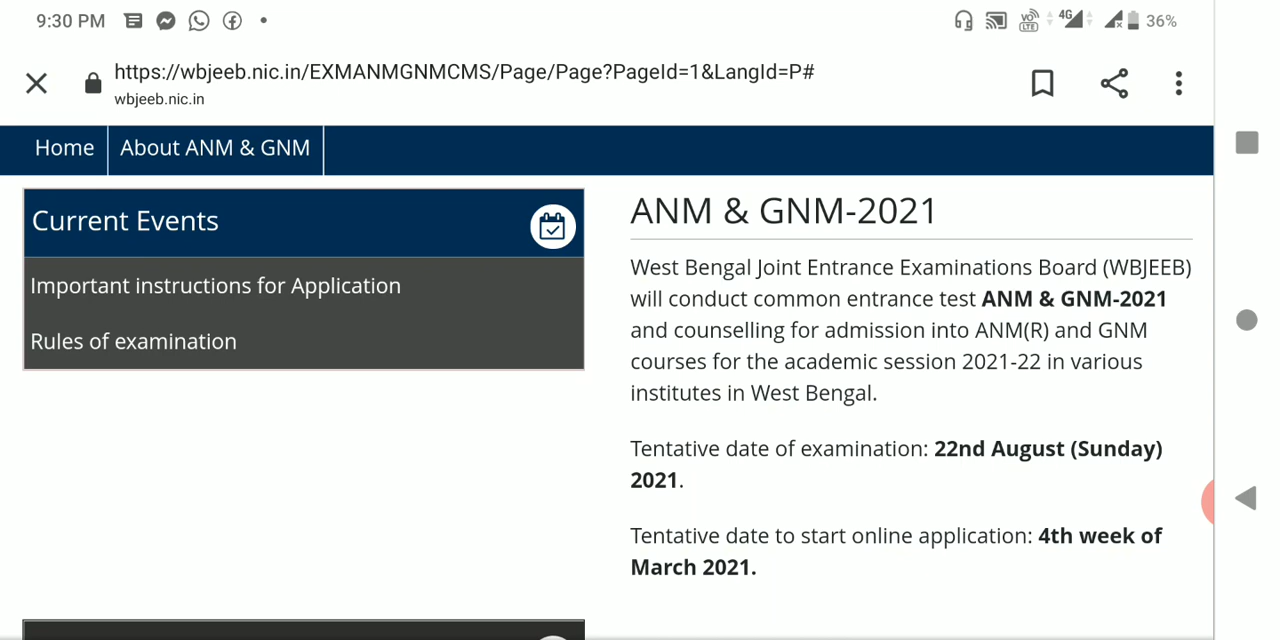 9:30 PM
VO LTE 4G 36%
https://wbjeeb.nic.in/EXMANMGNMCMS/Page/Page?PageId=1&LangId=P#
wbjeeb.nic.in
Home About ANM & GNM
Current Events
Important instructions for Application
Rules of examination
ANM & GNM-2021
West Bengal Joint Entrance Examinations Board (WBJEEB)
will conduct common entrance test ANM & GNM-2021
and counselling for admission into ANM(R) and GNM
courses for the academic session 2021-22 in various
institutes in West Bengal.
Tentative date of examination: 22nd August (Sunday)
2021.
Tentative date to start online application: 4th week of
March 2021.